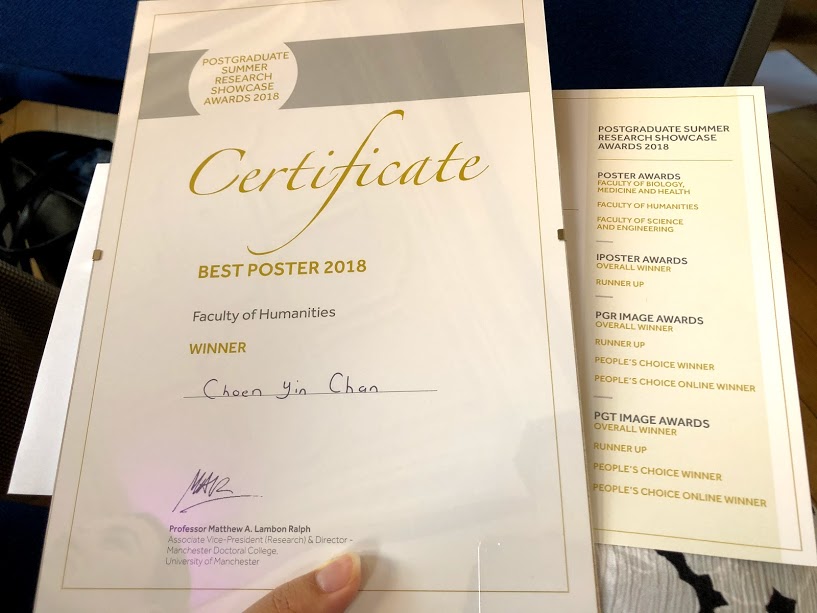 POSTGRADUATE
SUMMER
RESEARCH
SHOWCASE
AWARDS 2018
Certificate
BEST POSTER 2018
Faculty of Humanities
WINNER
Choen Yin Chan
MAR
Professor Matthew A. Lambon Ralph
Associate Vice-President (Research) & Director –
Manchester Doctoral College,
University of Manchester
POSTGRADUATE SUMMER
RESEARCH SHOWCASE
AWARDS 2018
POSTER AWARDS
FACULTY OF BIOLOGY,
MEDICINE AND HEALTH
FACULTY OF HUMANITIES
FACULTY OF SCIENCE
AND ENGINEERING
IPOSTER AWARDS
OVERALL WINNER
RUNNER UP
PGR IMAGE AWARDS
OVERALL WINNER
RUNNER UP
PEOPLE'S CHOICE WINNER
PEOPLE'S CHOICE ONLINE WINNER
PGT IMAGE AWARDS
OVERALL WINNER
RUNNER UP
PEOPLE'S CHOICE WINNER
PEOPLE'S CHOICE ONLINE WINNER